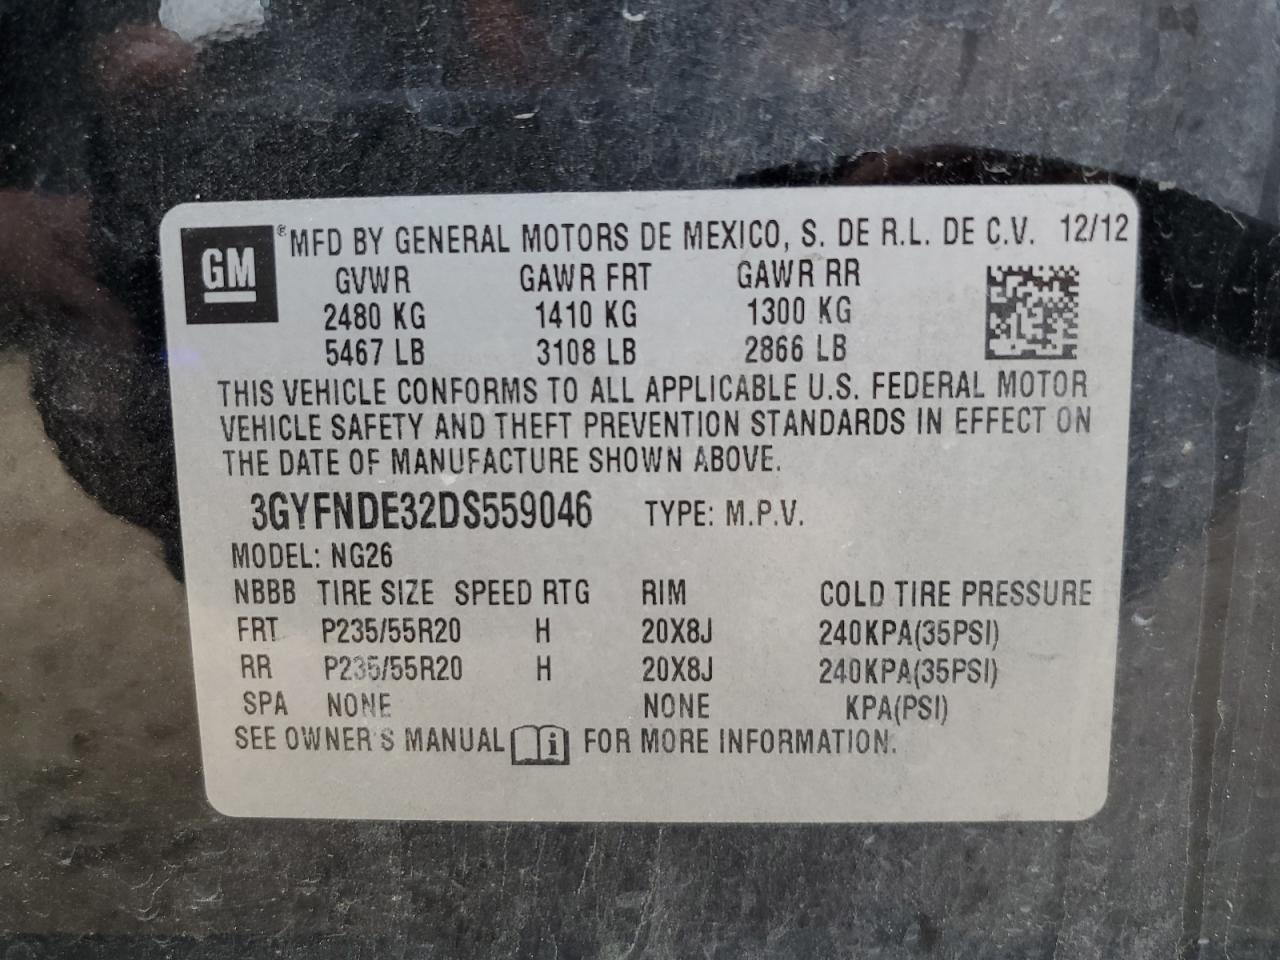 GM ® MFD BY GENERAL MOTORS DE MEXICO, S. DE R.L. DE C.V. 12/12
GVWR GAWR FRT GAWR RR
2480 KG 1410 KG 1300 KG
5467 LB 3108 LB 2866 LB
THIS VEHICLE CONFORMS TO ALL APPLICABLE U.S. FEDERAL MOTOR
VEHICLE SAFETY AND THEFT PREVENTION STANDARDS IN EFFECT ON
THE DATE OF MANUFACTURE SHOWN ABOVE.
3GYFNDE32DS559046 TYPE: M.P.V.
MODEL: NG26
NBBB TIRE SIZE SPEED RTG RIM COLD TIRE PRESSURE
FRT P235/55R20 H 20X8J 240KPA(35PSI)
RR P235/55R20 H 20X8J 240KPA(35PSI)
SPA NONE NONE KPA(PSI)
SEE OWNER'S MANUAL i FOR MORE INFORMATION.